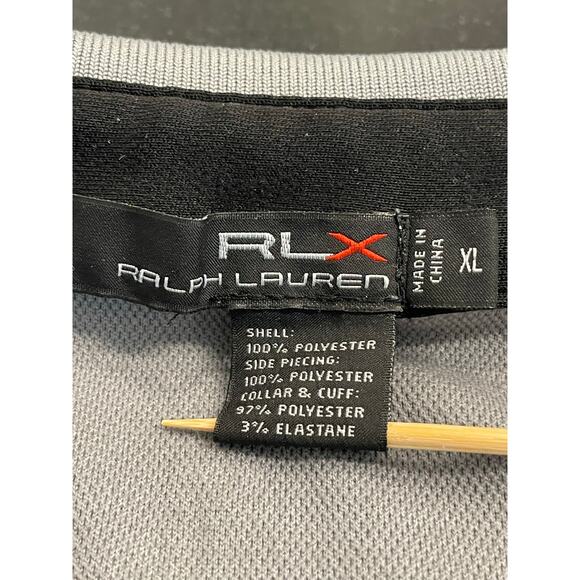 RLX
RALPH LAUREN
MADE IN
CHINA
XL
SHELL:
100% POLYESTER
SIDE PIECING:
100% POLYESTER
COLLAR & CUFF:
97% POLYESTER
3% ELASTANE